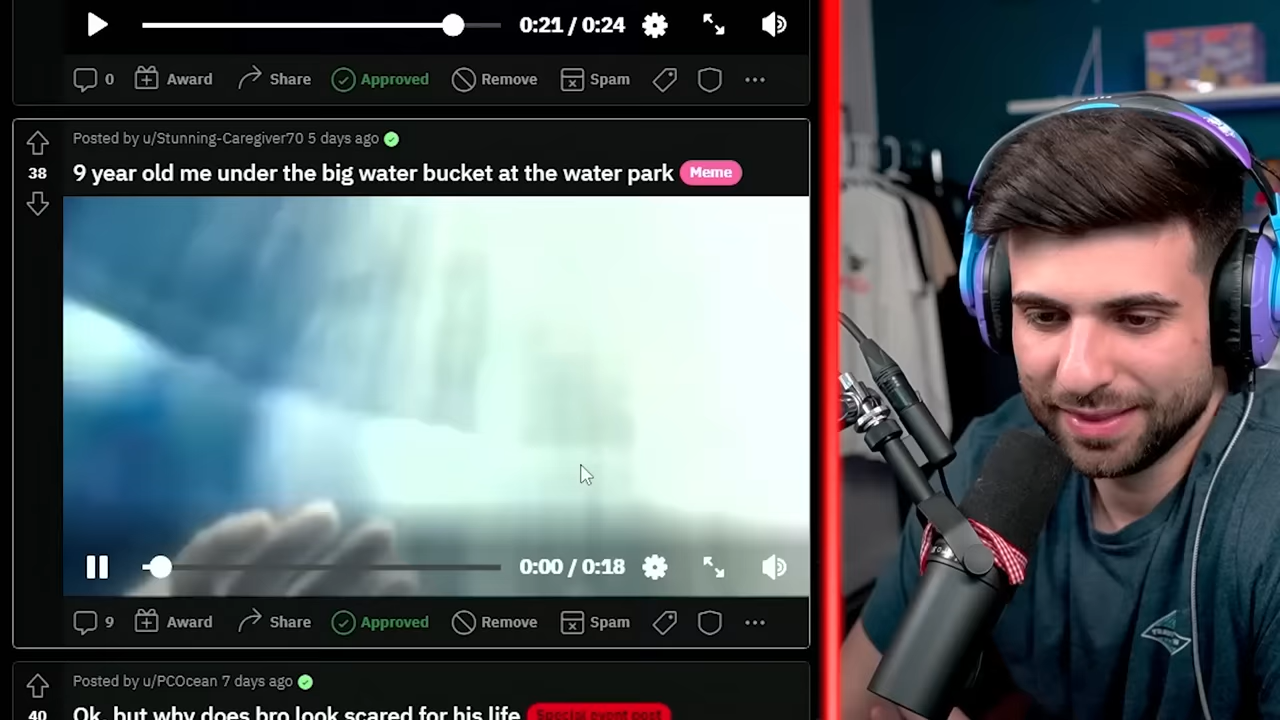 0:21 / 0:24
0 Award Share Approved Remove Spam
Posted by u/Stunning-Caregiver70 5 days ago
38
9 year old me under the big water bucket at the water park Meme
0:00 / 0:18
9 Award Share Approved Remove Spam
Posted by u/PCOcean 7 days ago
40 Ok, but why does bro look scared for his life Special event post